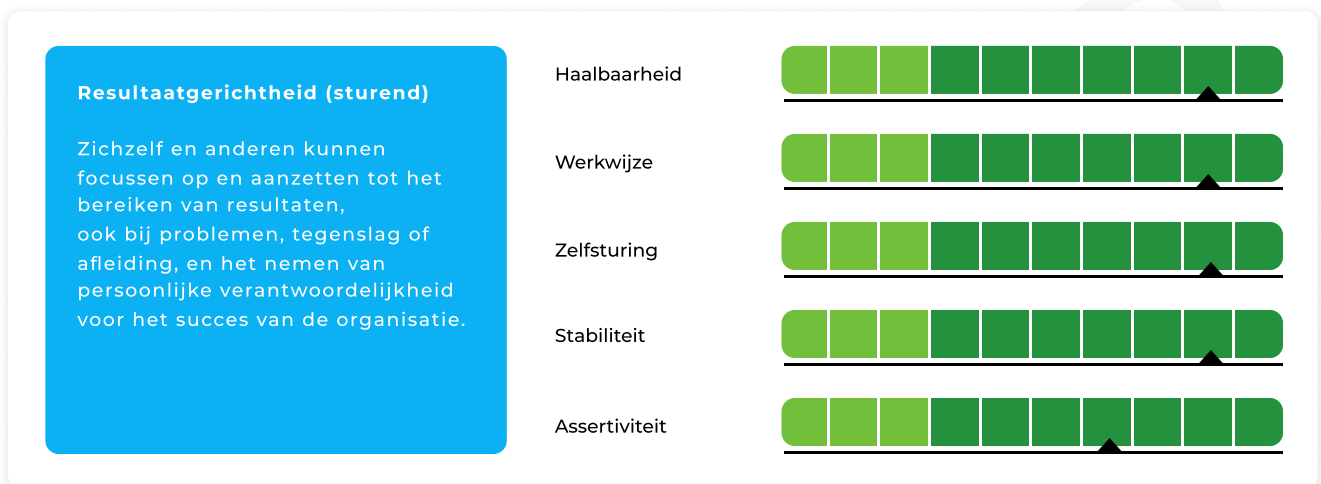 Resultaatgerichtheid (sturend)
Zichzelf en anderen kunnen
focussen op en aanzetten tot het
bereiken van resultaten,
ook bij problemen, tegenslag of
afleiding, en het nemen van
persoonlijke verantwoordelijkheid
voor het succes van de organisatie.
Haalbaarheid
Werkwijze
Zelfsturing
Stabiliteit
Assertiviteit